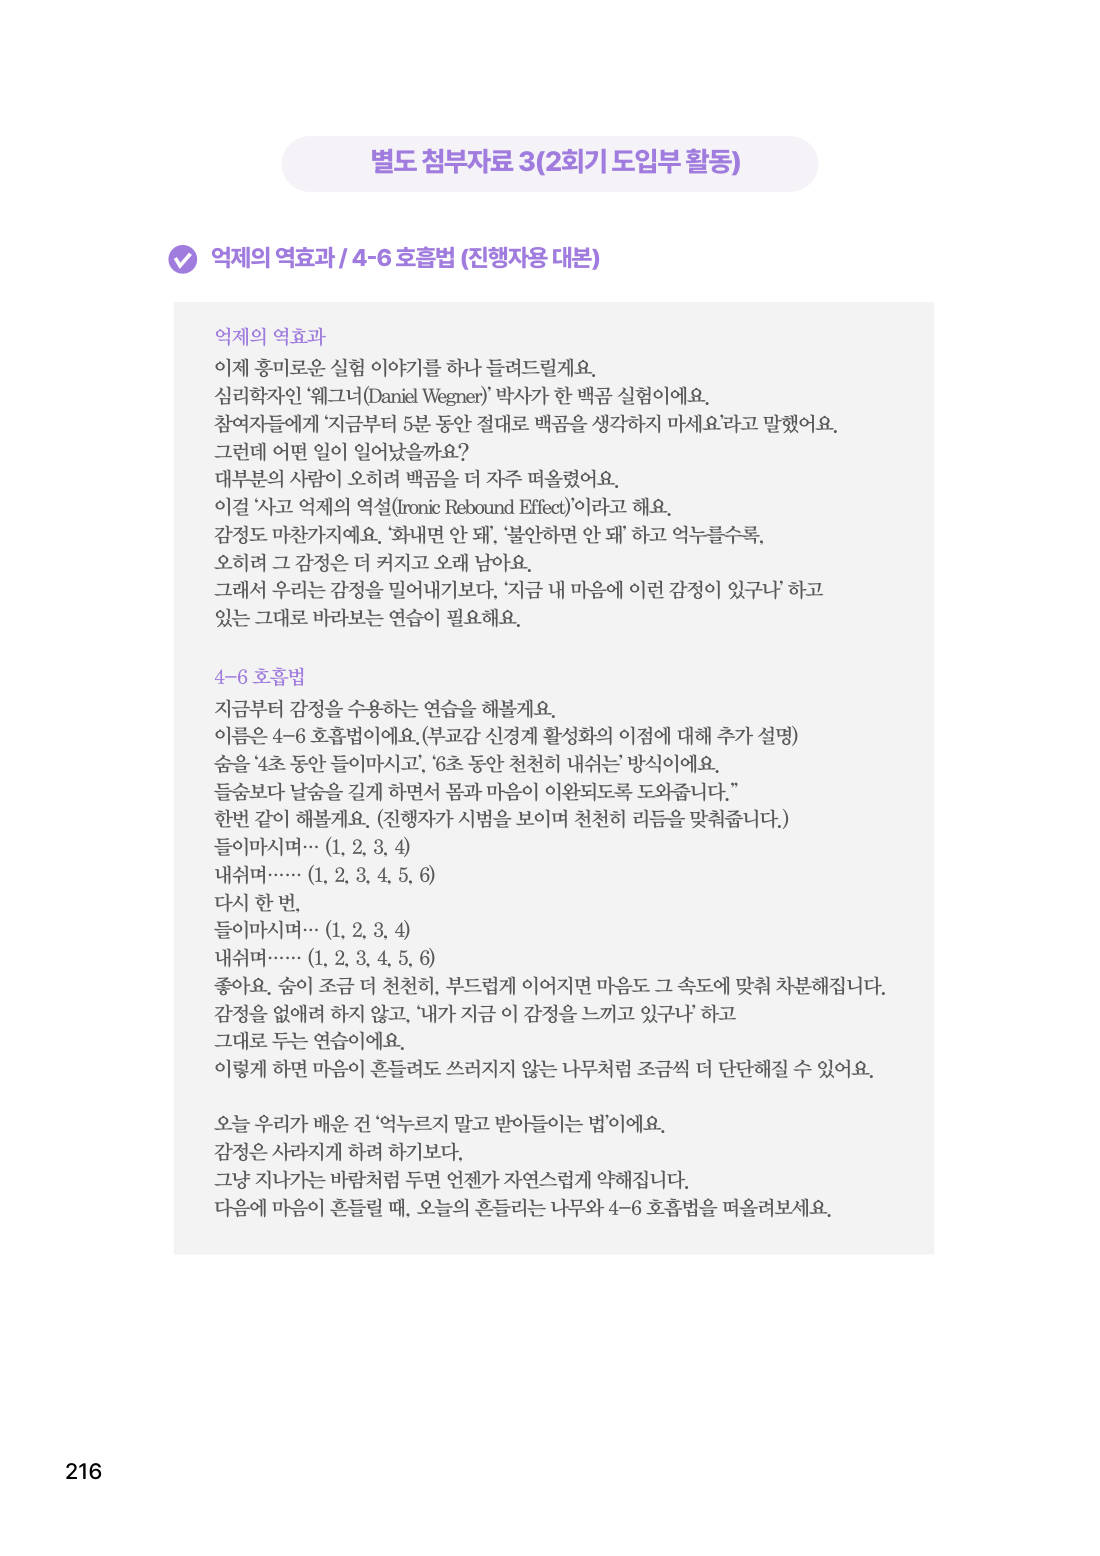 별도 첨부자료 3(2회기 도입부 활동)
억제의 역효과 / 4-6 호흡법 (진행자용 대본)
억제의 역효과
이제 흥미로운 실험 이야기를 하나 들려드릴게요.
심리학자인 ‘웨그너(Daniel Wegner)’ 박사가 한 백곰 실험이에요.
참여자들에게 ‘지금부터 5분 동안 절대로 백곰을 생각하지 마세요’라고 말했어요.
그런데 어떤 일이 일어났을까요?
대부분의 사람이 오히려 백곰을 더 자주 떠올렸어요.
이걸 ‘사고 억제의 역설(Ironic Rebound Effect)’이라고 해요.
감정도 마찬가지예요. ‘화내면 안 돼’, ‘불안하면 안 돼’ 하고 억누를수록,
오히려 그 감정은 더 커지고 오래 남아요.
그래서 우리는 감정을 밀어내기보다, ‘지금 내 마음에 이런 감정이 있구나’ 하고
있는 그대로 바라보는 연습이 필요해요.
4-6 호흡법
지금부터 감정을 수용하는 연습을 해볼게요.
이름은 4-6 호흡법이에요.(부교감 신경계 활성화의 이점에 대해 추가 설명)
숨을 ‘4초 동안 들이마시고’, ‘6초 동안 천천히 내쉬는’ 방식이에요.
들숨보다 날숨을 길게 하면서 몸과 마음이 이완되도록 도와줍니다.”
한번 같이 해볼게요. (진행자가 시범을 보이며 천천히 리듬을 맞춰줍니다.)
들이마시며… (1, 2, 3, 4)
내쉬며…… (1, 2, 3, 4, 5, 6)
다시 한 번,
들이마시며… (1, 2, 3, 4)
내쉬며…… (1, 2, 3, 4, 5, 6)
좋아요. 숨이 조금 더 천천히, 부드럽게 이어지면 마음도 그 속도에 맞춰 차분해집니다.
감정을 없애려 하지 않고, ‘내가 지금 이 감정을 느끼고 있구나’ 하고
그대로 두는 연습이에요.
이렇게 하면 마음이 흔들려도 쓰러지지 않는 나무처럼 조금씩 더 단단해질 수 있어요.
오늘 우리가 배운 건 ‘억누르지 말고 받아들이는 법’이에요.
감정은 사라지게 하려 하기보다,
그냥 지나가는 바람처럼 두면 언젠가 자연스럽게 약해집니다.
다음에 마음이 흔들릴 때, 오늘의 흔들리는 나무와 4-6 호흡법을 떠올려보세요.
216